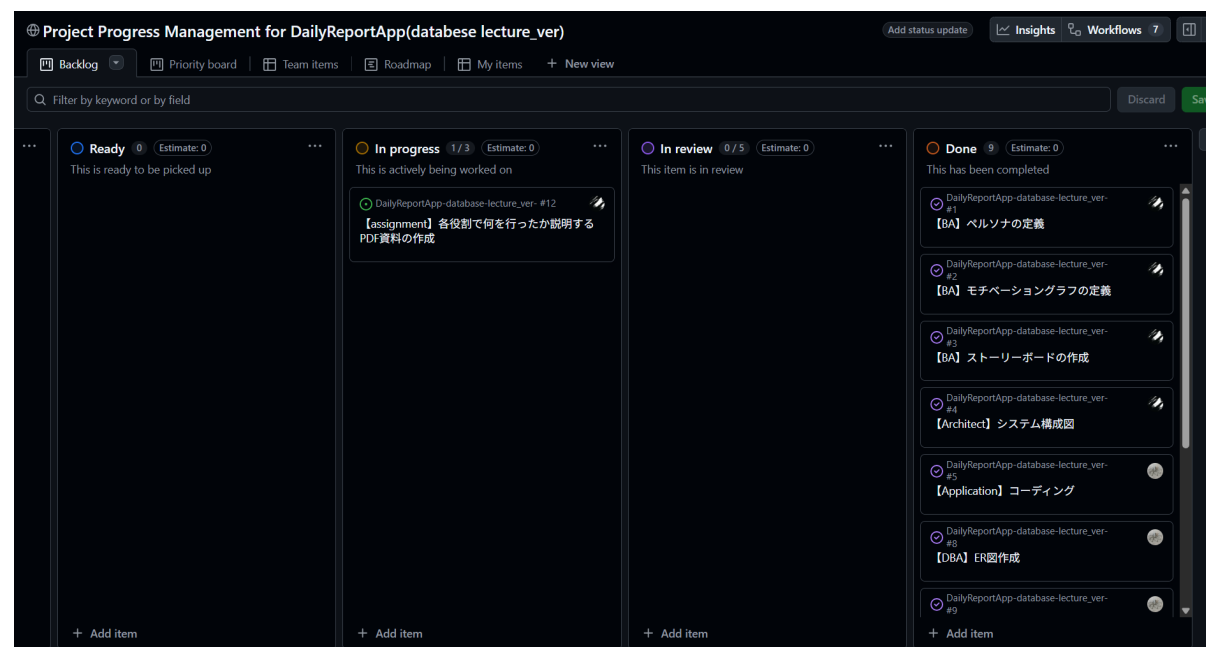 Project Progress Management for DailyReportApp(databese lecture_ver)
Add status update
Insights
Workflows 7
Backlog
Priority board
Team items
Roadmap
My items
+ New view
Filter by keyword or by field
Discard
Sav
Ready 0 Estimate: 0
This is ready to be picked up
+ Add item
In progress 1 / 3 Estimate: 0
This is actively being worked on
DailyReportApp-database-lecture_ver- #12
【assignment】各役割で何を行ったか説明する
PDF資料の作成
+ Add item
In review 0 / 5 Estimate: 0
This item is in review
+ Add item
Done 9 Estimate: 0
This has been completed
DailyReportApp-database-lecture_ver-
#1
【BA】ペルソナの定義
DailyReportApp-database-lecture_ver-
#2
【BA】モチベーショングラフの定義
DailyReportApp-database-lecture_ver-
#3
【BA】ストーリーボードの作成
DailyReportApp-database-lecture_ver-
#4
【Architect】システム構成図
DailyReportApp-database-lecture_ver-
#5
【Application】コーディング
DailyReportApp-database-lecture_ver-
#8
【DBA】ER図作成
DailyReportApp-database-lecture_ver-
#9
+ Add item